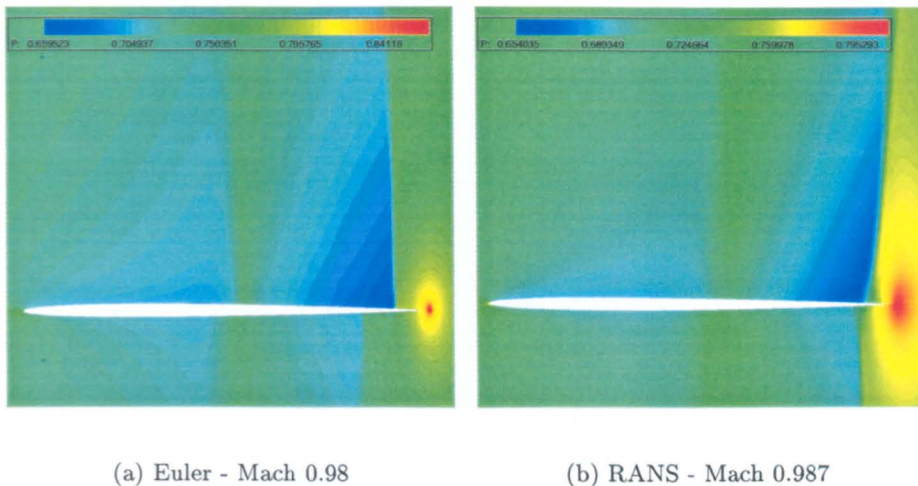 P: 0.659523 0.704937 0.750351 0.795765 0.84118
P: 0.654035 0.689349 0.724664 0.759978 0.795293
(a) Euler - Mach 0.98
(b) RANS - Mach 0.987